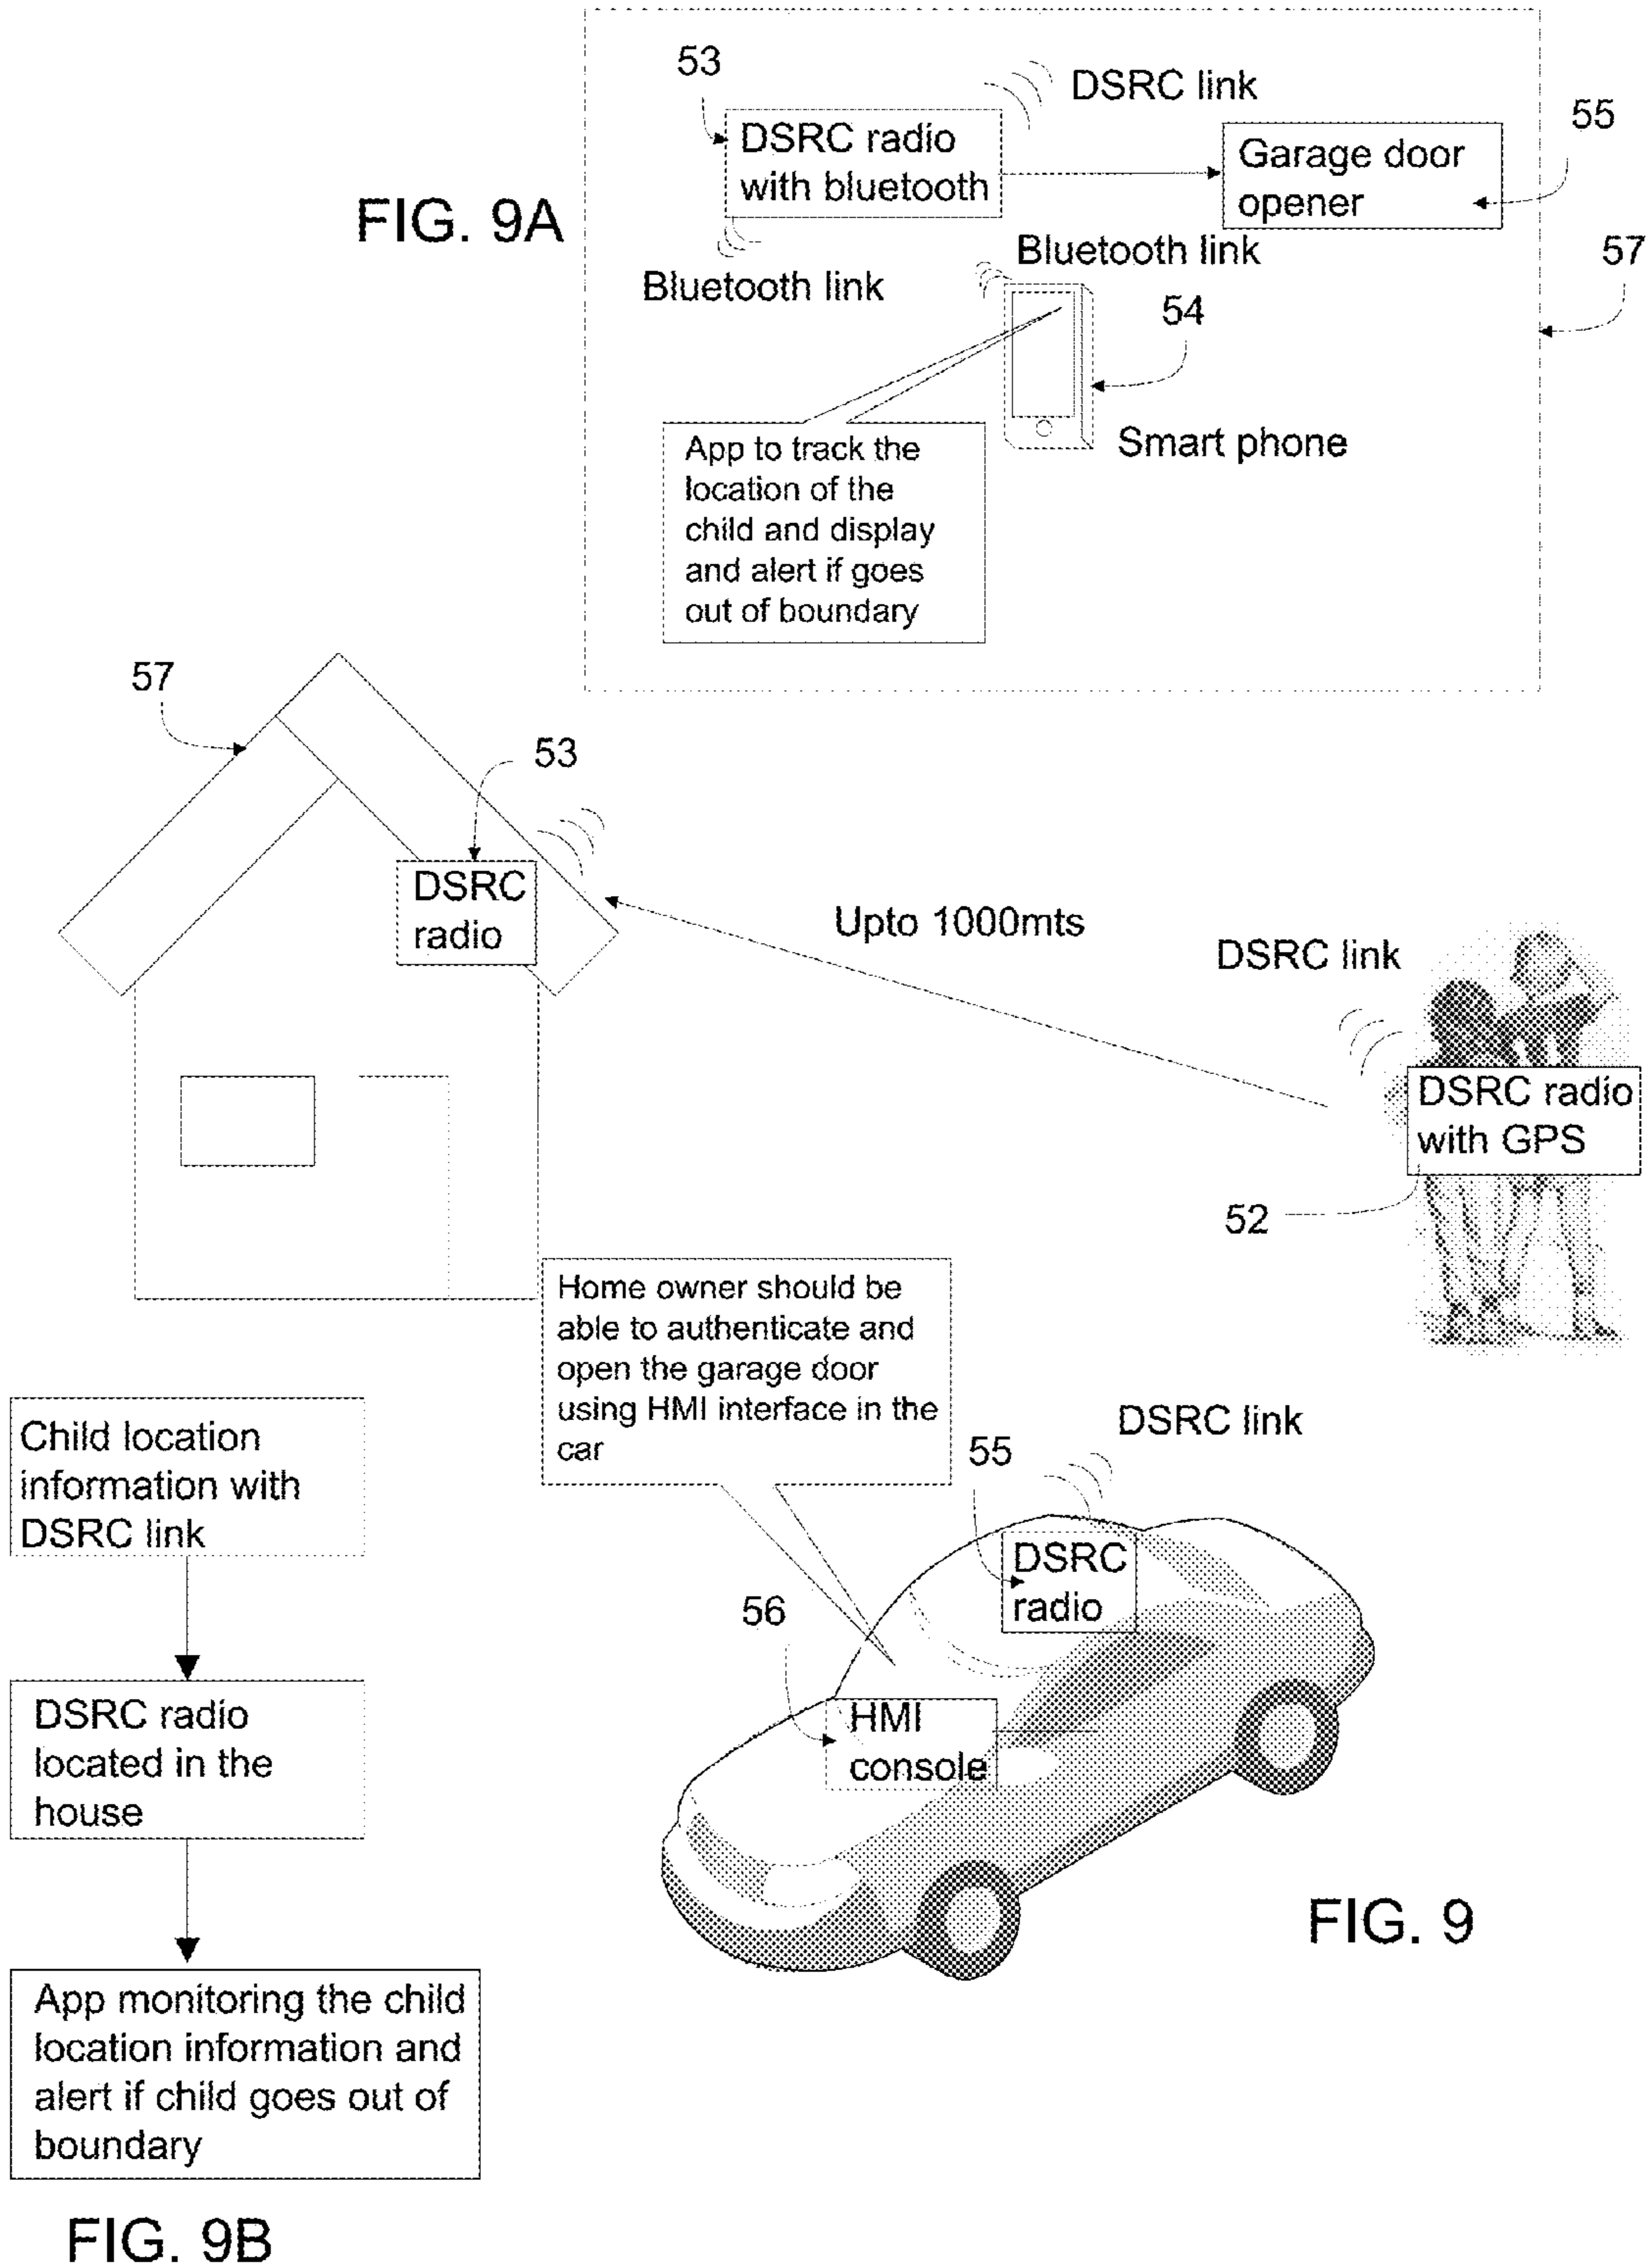 53
DSRC link
55
DSRC radio
with bluetooth
Garage door
opener
FIG. 9A
57
Bluetooth link
Bluetooth link
54
Smart phone
App to track the
location of the
child and display
and alert if goes
out of boundary
57
53
DSRC
radio
Upto 1000mts
DSRC link
DSRC radio
with GPS
52
Home owner should be
able to authenticate and
open the garage door
using HMI interface in the
car
Child location
information with
DSRC link
DSRC link
55
DSRC
radio
56
HMI
console
DSRC radio
located in the
house
FIG. 9
App monitoring the child
location information and
alert if child goes out of
boundary
FIG. 9B